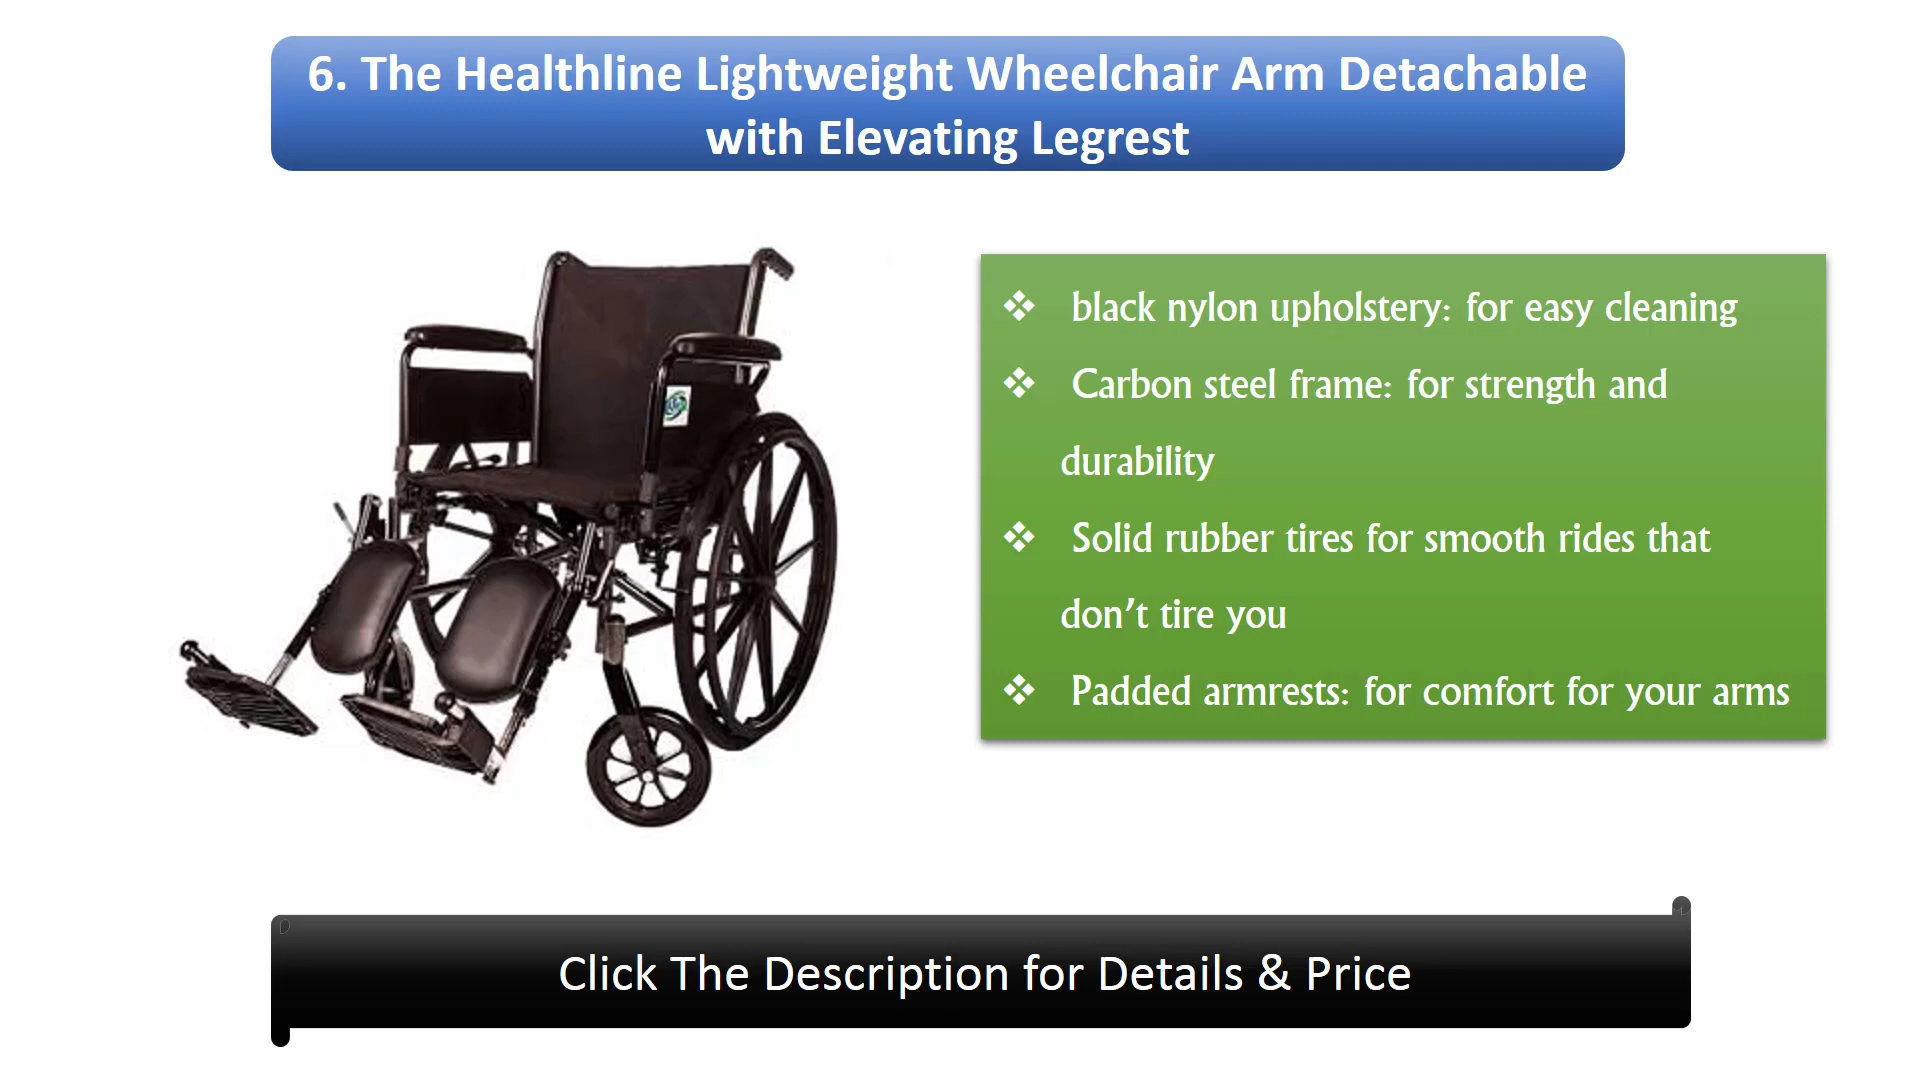 6. The Healthline Lightweight Wheelchair Arm Detachable
with Elevating Legrest
❖ black nylon upholstery: for easy cleaning
❖ Carbon steel frame: for strength and
durability
❖ Solid rubber tires for smooth rides that
don’t tire you
❖ Padded armrests: for comfort for your arms
Click The Description for Details & Price